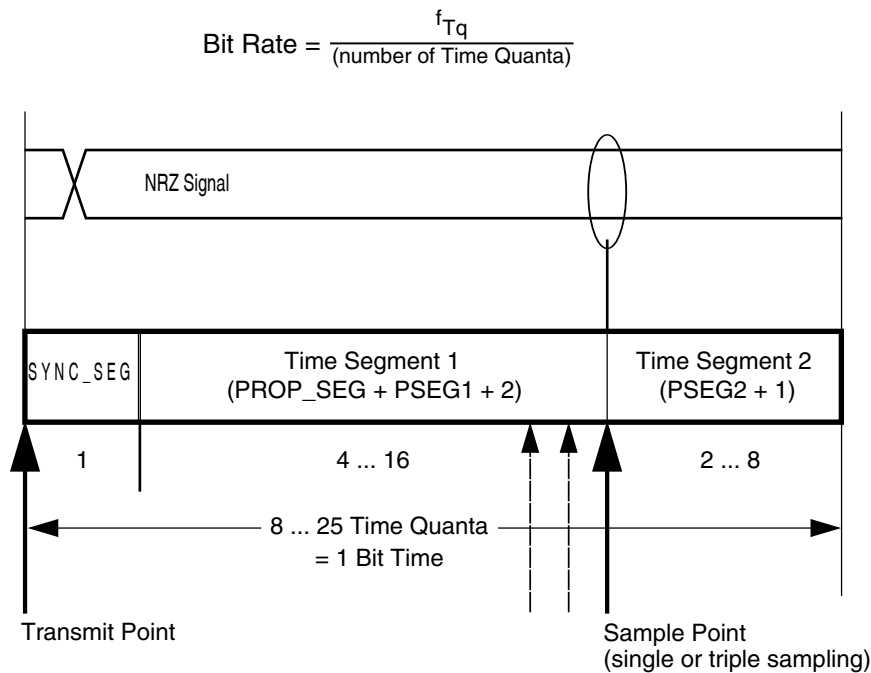 Bit Rate = fTq
(number of Time Quanta)
NRZ Signal
SYNC_SEG
Time Segment 1
(PROP_SEG + PSEG1 + 2)
Time Segment 2
(PSEG2 + 1)
1
4 ... 16
2 ... 8
8 ... 25 Time Quanta
= 1 Bit Time
Transmit Point
Sample Point
(single or triple sampling)